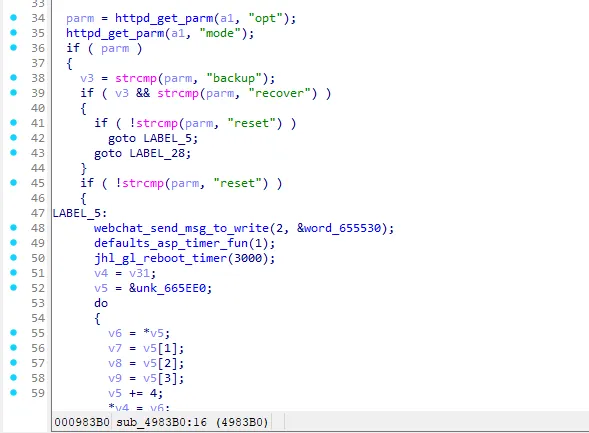 33
34 parm = httpd_get_parm(a1, "opt");
35 httpd_get_parm(a1, "mode");
36 if ( parm )
37 {
38 v3 = strcmp(parm, "backup");
39 if ( v3 && strcmp(parm, "recover") )
40 {
41 if ( !strcmp(parm, "reset") )
42 goto LABEL_5;
43 goto LABEL_28;
44 }
45 if ( !strcmp(parm, "reset") )
46 {
47 LABEL_5:
48 webchat_send_msg_to_write(2, &word_655530);
49 defaults_asp_timer_fun(1);
50 jhl_gl_reboot_timer(3000);
51 v4 = v31;
52 v5 = &unk_665EE0;
53 do
54 {
55 v6 = *v5;
56 v7 = v5[1];
57 v8 = v5[2];
58 v9 = v5[3];
59 v5 += 4;
*v4 = v6;
000983B0 sub_4983B0:16 (4983B0)